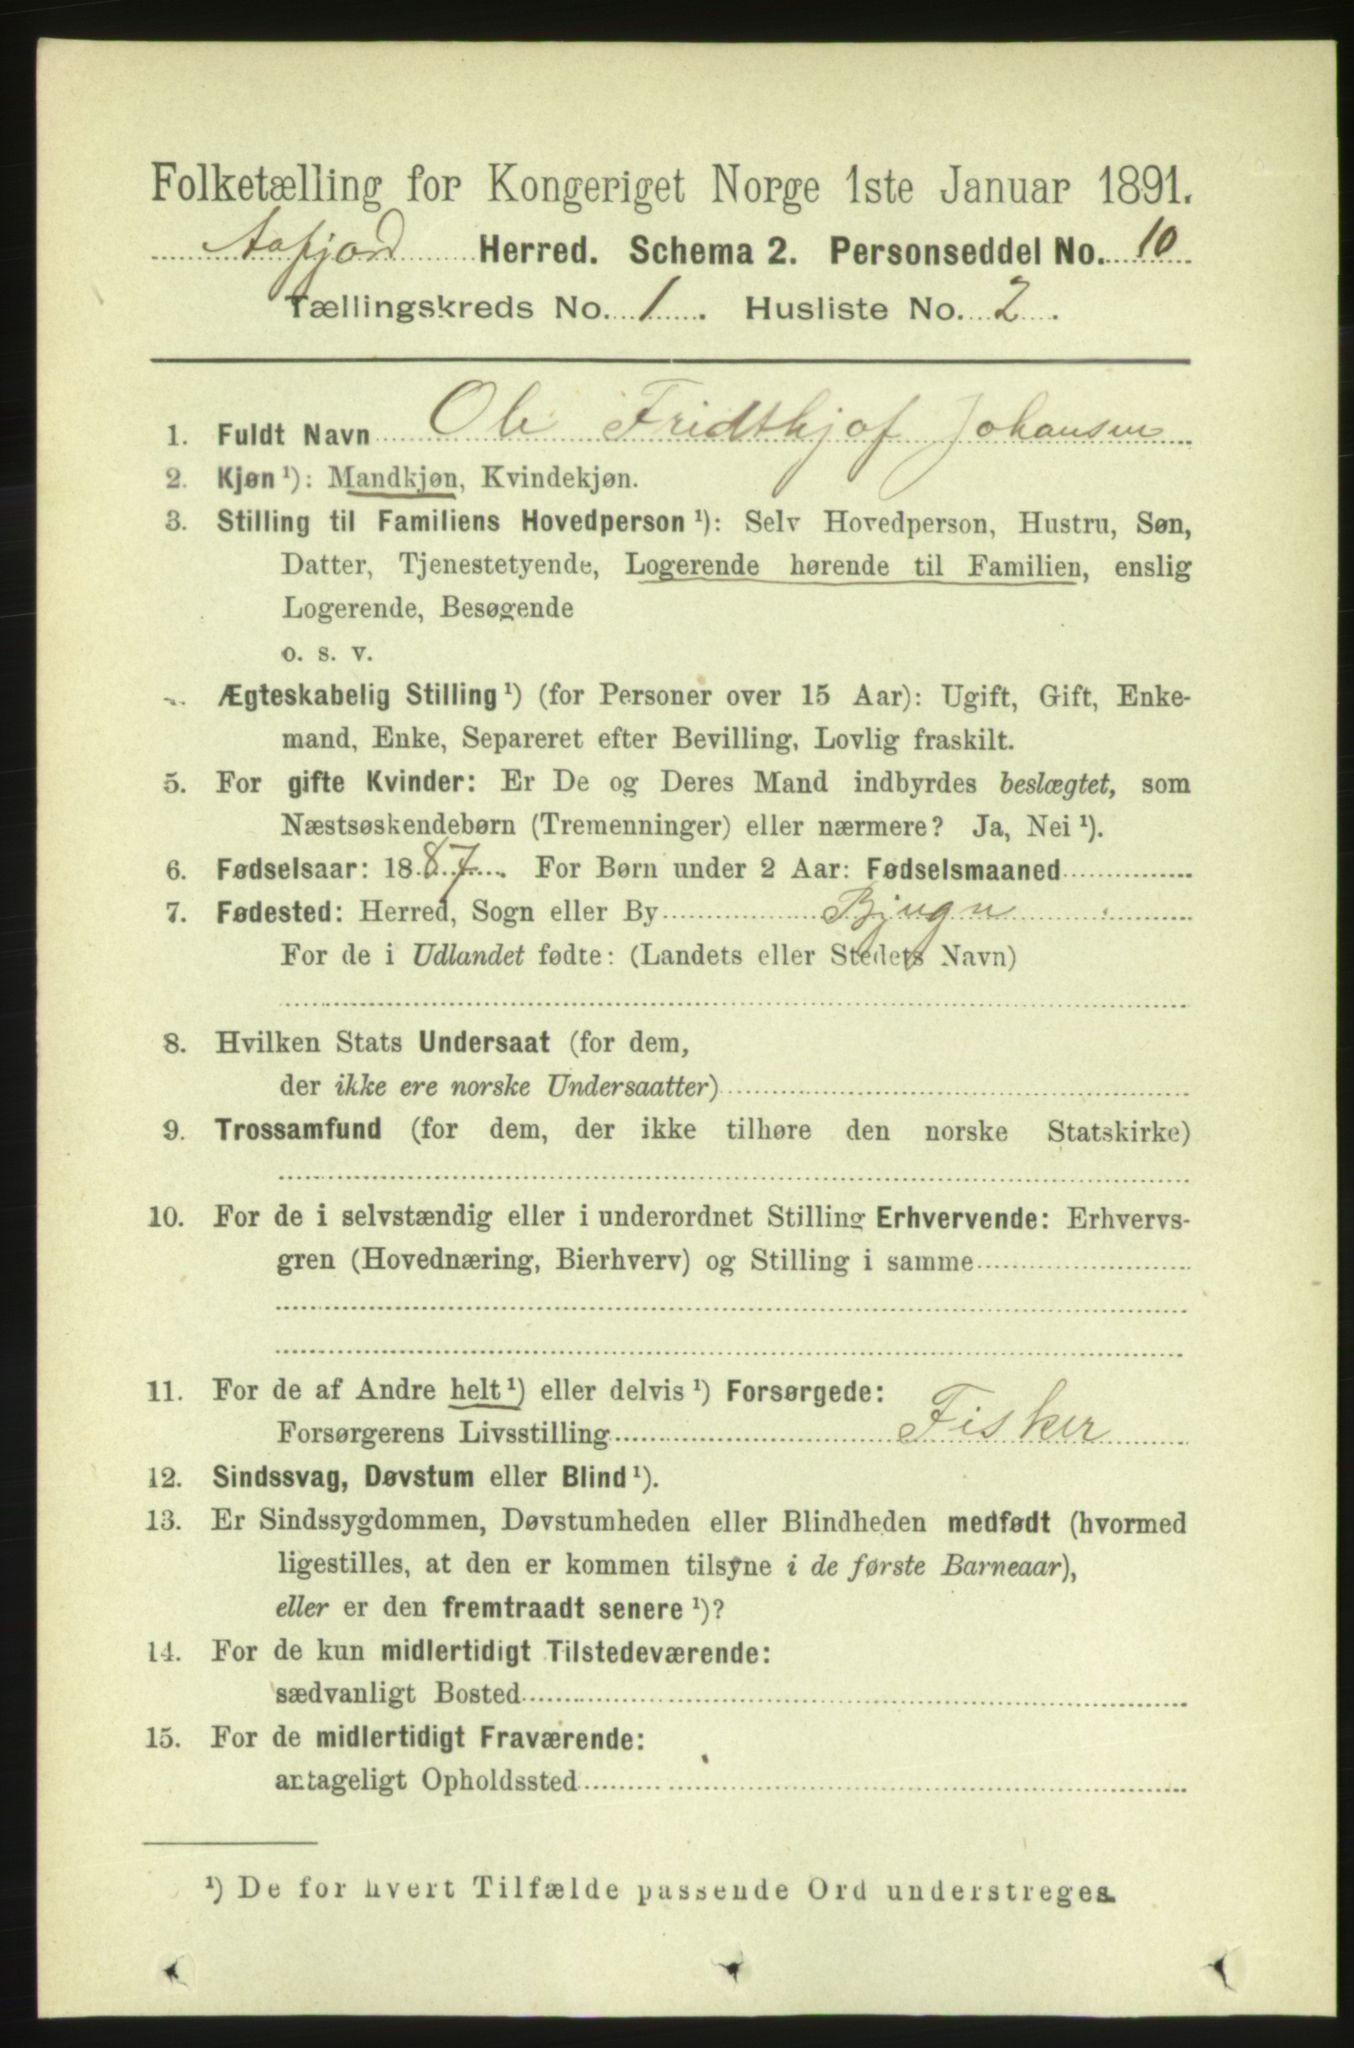 Folketælling for Kongeriget Norge 1ste Januar 1891.
Aafjord Herred. Schema 2. Personseddel No. 10
Tællingskreds No. 1. Husliste No. 2.
1. Fuldt Navn Ole Fridthjof Johansen
2. Kjøn ¹): Mandkjøn, Kvindekjøn.
3. Stilling til Familiens Hovedperson ¹): Selv Hovedperson, Hustru, Søn,
Datter, Tjenestetyende, Logerende hørende til Familien, enslig
Logerende, Besøgende
o. s. v.
Ægteskabelig Stilling ¹) (for Personer over 15 Aar): Ugift, Gift, Enke-
mand, Enke, Separeret efter Bevilling, Lovlig fraskilt.
5. For gifte Kvinder: Er De og Deres Mand indbyrdes beslægtet, som
Næstsøskendebørn (Tremenninger) eller nærmere? Ja, Nei ¹).
6. Fødselsaar: 1887. For Børn under 2 Aar: Fødselsmaaned
7. Fødested: Herred, Sogn eller By Bjugn
For de i Udlandet fødte: (Landets eller Stedets Navn)
8. Hvilken Stats Undersaat (for dem,
der ikke ere norske Undersaatter)
9. Trossamfund (for dem, der ikke tilhøre den norske Statskirke)
10. For de i selvstændig eller i underordnet Stilling Erhvervende: Erhvervs-
gren (Hovednæring, Bierhverv) og Stilling i samme
11. For de af Andre helt ¹) eller delvis ¹) Forsørgede:
Forsørgerens Livsstilling Fisker
12. Sindssvag, Døvstum eller Blind ¹).
13. Er Sindssygdommen, Døvstumheden eller Blindheden medfødt (hvormed
ligestilles, at den er kommen tilsyne i de første Barneaar),
eller er den fremtraadt senere ¹)?
14. For de kun midlertidigt Tilstedeværende:
sædvanligt Bosted
15. For de midlertidigt Fraværende:
antageligt Opholdssted
¹) De for hvert Tilfælde passende Ord understreges.